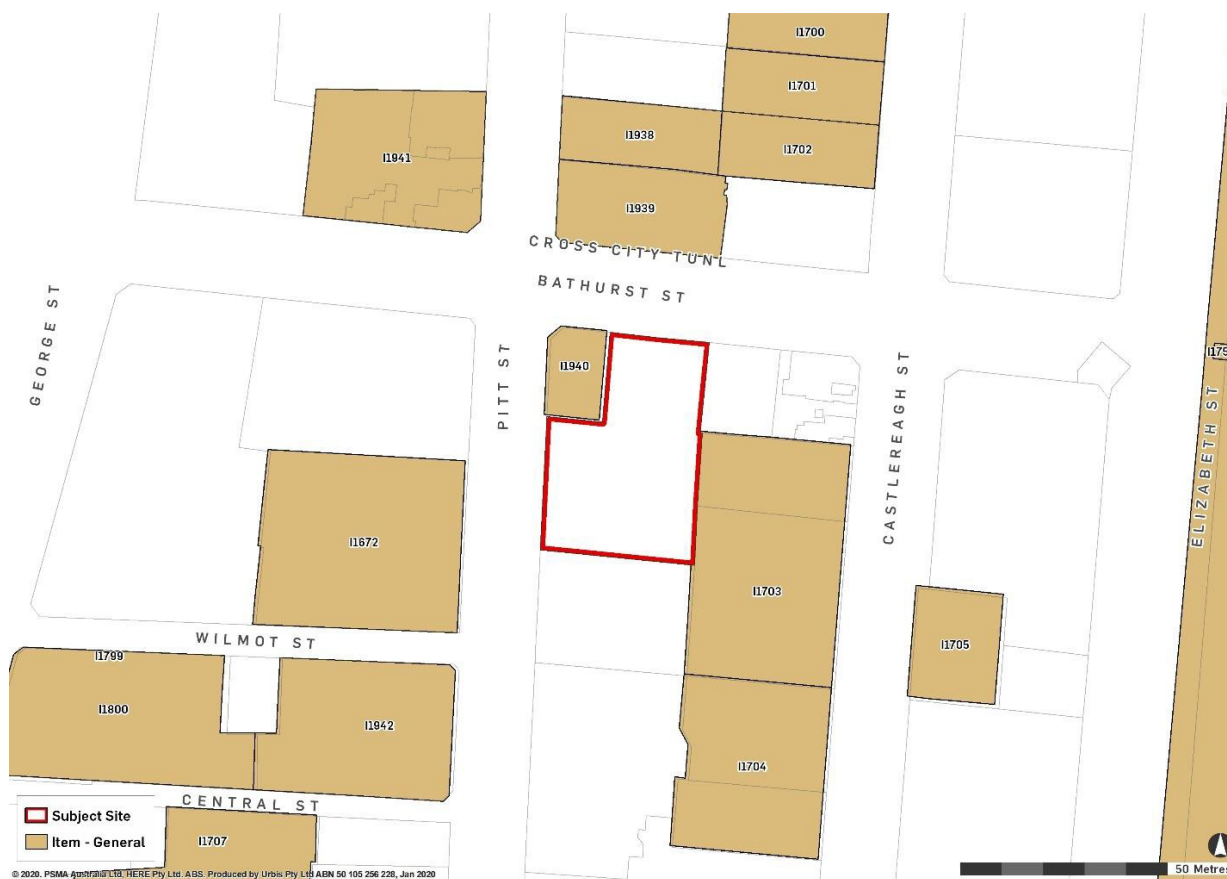 I1700
I1701
I1702
I1938
I1939
I1941
CROSS CITY TUNL
BATHURST ST
GEORGE ST
PITT ST
I1940
CASTLEREAGH ST
ELIZABETH ST
I1672
I1703
WILMOT ST
I1705
I1799
I1800
I1942
I1704
CENTRAL ST
Subject Site
Item - General
I1707
50 Metres
© 2020. PSMA Australia Ltd, HERE Pty Ltd. ABS. Produced by Urbis Pty Ltd ABN 50 105 256 228, Jan 2020